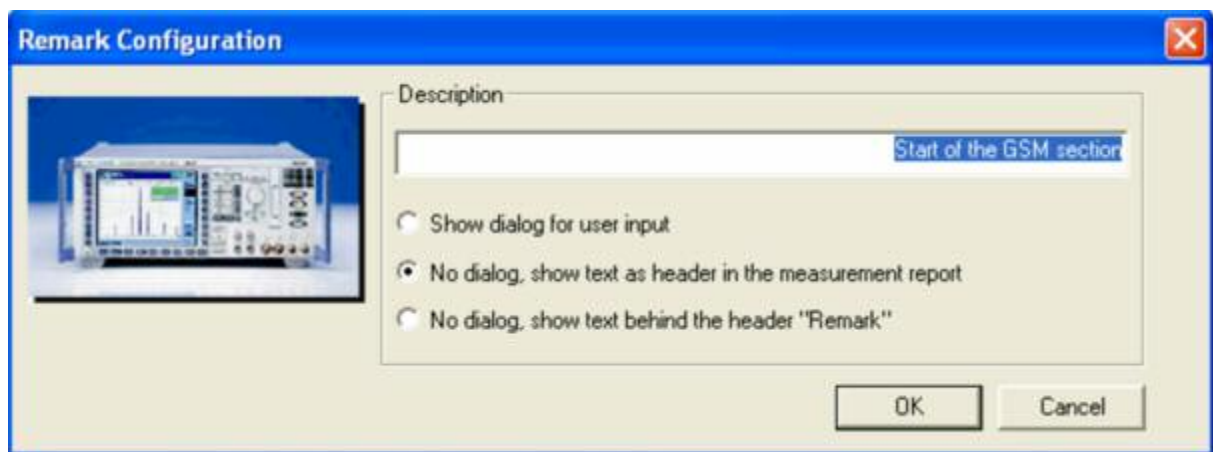 Remark Configuration
Description
Start of the GSM section
Show dialog for user input
No dialog, show text as header in the measurement report
No dialog, show text behind the header "Remark"
OK
Cancel